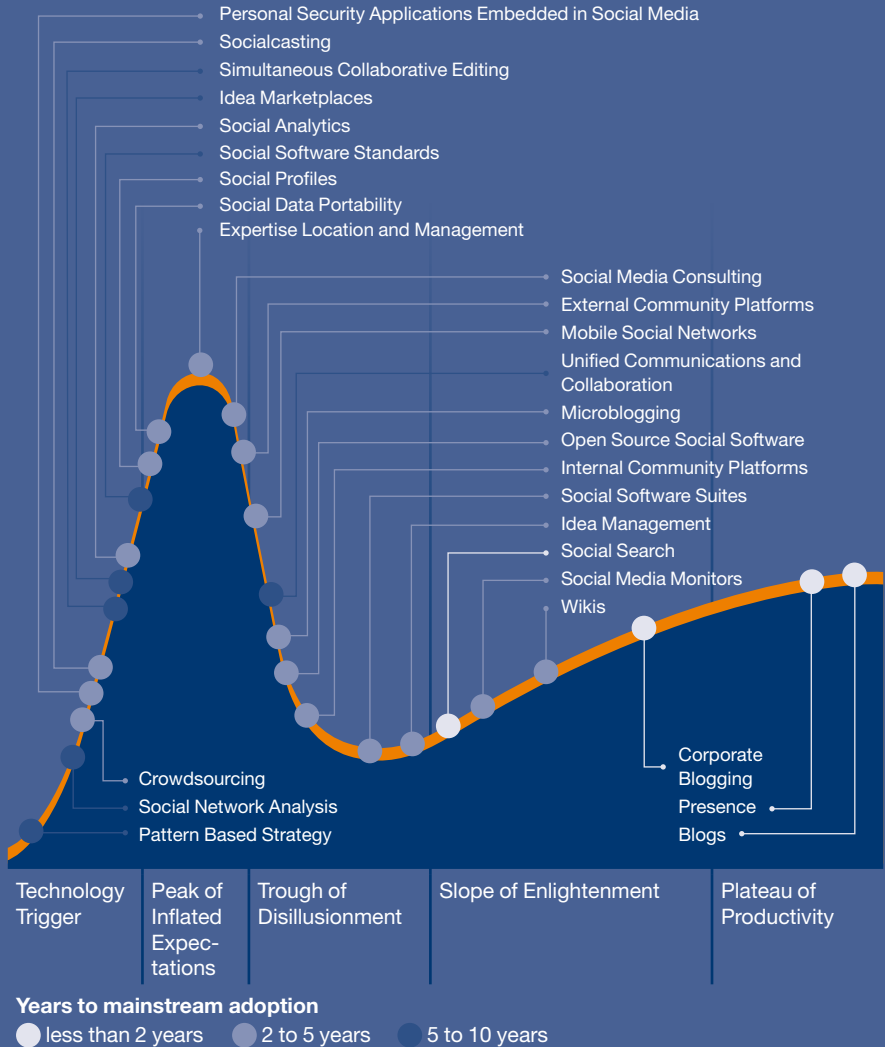 Personal Security Applications Embedded in Social Media
Socialcasting
Simultaneous Collaborative Editing
Idea Marketplaces
Social Analytics
Social Software Standards
Social Profiles
Social Data Portability
Expertise Location and Management
Social Media Consulting
External Community Platforms
Mobile Social Networks
Unified Communications and
Collaboration
Microblogging
Open Source Social Software
Internal Community Platforms
Social Software Suites
Idea Management
Social Search
Social Media Monitors
Wikis
Crowdsourcing
Social Network Analysis
Pattern Based Strategy
Corporate
Blogging
Presence
Blogs
Technology
Trigger
Peak of
Inflated
Expec-
tations
Trough of
Disillusionment
Slope of Enlightenment
Plateau of
Productivity
Years to mainstream adoption
less than 2 years
2 to 5 years
5 to 10 years